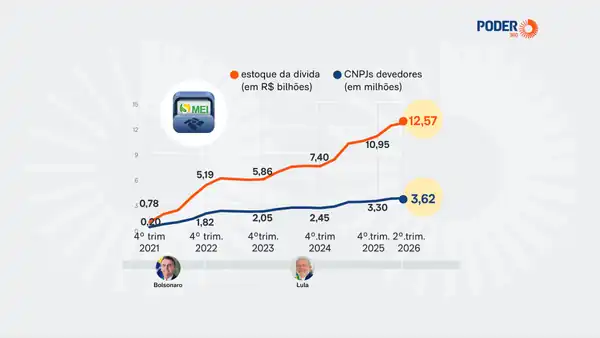 PODER
360
estoque da dívida
(em R$ bilhões)
CNPJs devedores
(em milhões)
MEI
15
12
9
6
3
0
0,78
5,19
5,86
7,40
10,95
12,57
0,20
1,82
2,05
2,45
3,30
3,62
4º trim
2021
4º trim.
2022
4ºtrim.
2023
4º.trim
2024
4º.trim.
2025
2º.trim.
2026
Bolsonaro
Lula